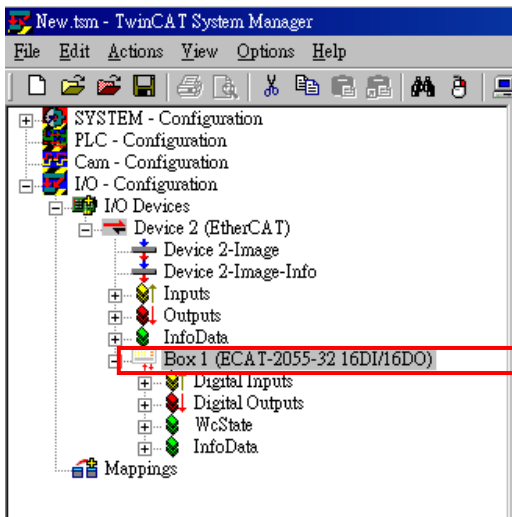 New.tsm - TwinCAT System Manager
File Edit Actions View Options Help
SYSTEM - Configuration
PLC - Configuration
Cam - Configuration
I/O - Configuration
I/O Devices
Device 2 (EtherCAT)
Device 2-Image
Device 2-Image-Info
Inputs
Outputs
InfoData
Box 1 (ECAT-2055-32 16DI/16DO)
Digital Inputs
Digital Outputs
WcState
InfoData
Mappings